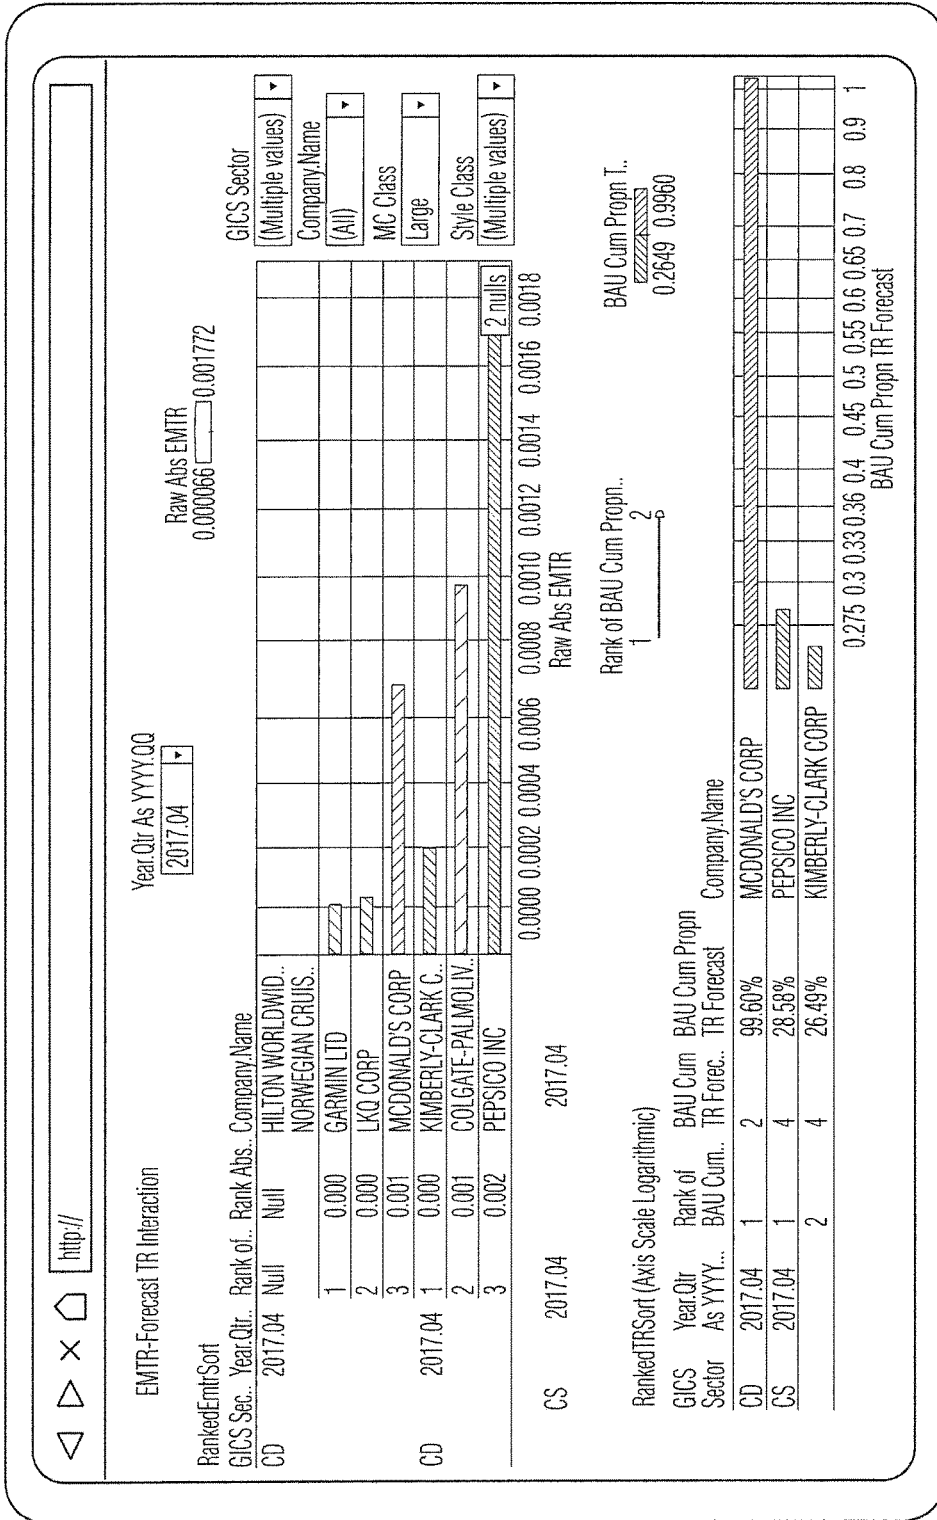 http://
EMTR-Forecast TR Interaction
Year.Qtr As YYYY.QQ
2017.04
Raw Abs EMTR
0.000066 0.001772
GICS Sector
(Multiple values)
Company.Name
(All)
MC Class
Large
Style Class
(Multiple values)
RankedEmtrSort
GICS Sec.. Year.Qtr.. Rank of.. Rank Abs.. Company.Name
CD 2017.04 Null Null HILTON WORLDWID..
NORWEGIAN CRUIS..
1 0.000 GARMIN LTD
2 0.000 LKQ CORP
3 0.001 MCDONALD'S CORP
CD 2017.04 1 0.000 KIMBERLY-CLARK C..
2 0.001 COLGATE-PALMOLIV..
3 0.002 PEPSICO INC
2 nulls
0.0000 0.0002 0.0004 0.0006 0.0008 0.0010 0.0012 0.0014 0.0016 0.0018
Raw Abs EMTR
CS 2017.04 2017.04
Rank of BAU Cum Propn..
1 2
BAU Cum Propn T..
0.2649 0.9960
RankedTRSort (Axis Scale Logarithmic)
GICS Year.Qtr Rank of BAU Cum BAU Cum Propn
Sector As YYYY... BAU Cum.. TR Forec.. TR Forecast Company.Name
CD 2017.04 1 2 99.60% MCDONALD'S CORP
CS 2017.04 1 4 28.58% PEPSICO INC
2 4 26.49% KIMBERLY-CLARK CORP
0.275 0.3 0.33 0.36 0.4 0.45 0.5 0.55 0.6 0.65 0.7 0.8 0.9 1
BAU Cum Propn TR Forecast